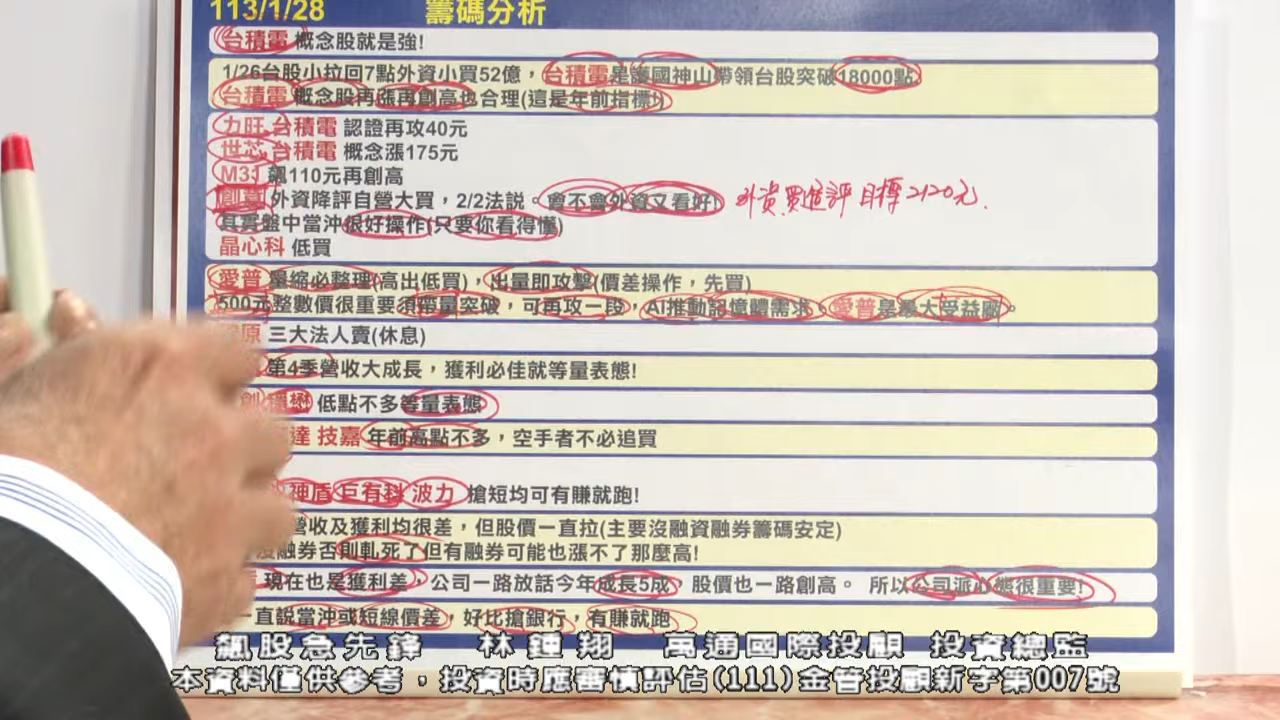 113/1/28 籌碼分析
台積電 概念股就是強!
1/26台股小拉回7點外資小買52億，台積電是護國神山帶領台股突破18000點
台積電 概念股再漲再創高也合理(這是年前指標!)
力旺 台積電 認證再攻40元
世芯 台積電 概念漲175元
M31 飆110元再創高
創意 外資降評自營大買，2/2法說。會不會外資又看好)
外資買進評目標2120元.
其實盤中當沖很好操作(只要你看得懂)
晶心科 低買
愛普 量縮必整理(高出低買)，出量即攻擊(價差操作，先買)
500元整數價很重要須帶量突破，可再攻一段，AI推動記憶體需求，愛普是最大受益廠。
原 三大法人賣(休息)
第4季營收大成長，獲利必佳就等量表態!
創 穩懋 低點不多等量表態
達 技嘉 年前高點不多，空手者不必追買
神盾 巨有科 波力 搶短均可有賺就跑!
營收及獲利均很差，但股價一直拉(主要沒融資融券籌碼安定)
沒融券否則軋死了但有融券可能也漲不了那麼高!
現在也是獲利差，公司一路放話今年成長5成，股價也一路創高。 所以公司派心態很重要!
一直說當沖或短線價差，好比搶銀行，有賺就跑
飆股急先鋒 林鍾翔 萬通國際投顧 投資總監
本資料僅供參考，投資時應審慎評估(111)金管投顧新字第007號